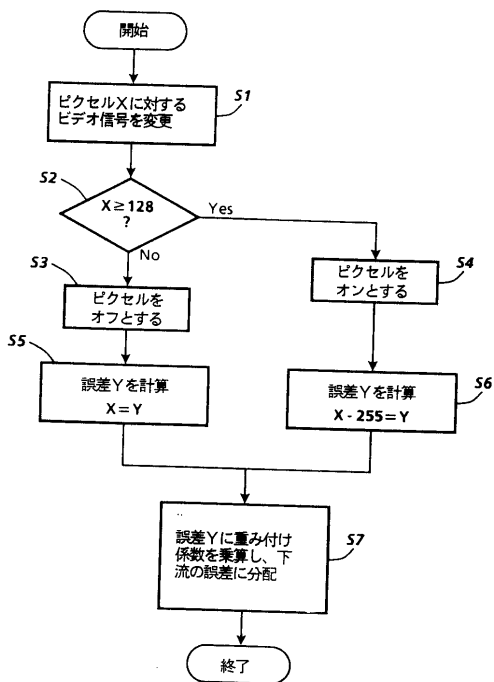 開始
ピクセルXに対する
ビデオ信号を変更
S1
S2
X≥128
?
Yes
No
S3
ピクセルを
オフとする
S4
ピクセルを
オンとする
S5
誤差Yを計算
X=Y
S6
誤差Yを計算
X-255=Y
S7
誤差Yに重み付け
係数を乗算し、下
流の誤差に分配
終了